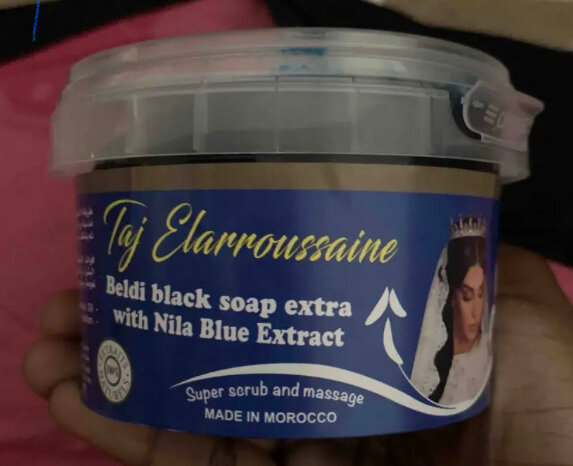 Taj Elarroussaine
Beldi black soap extra
with Nila Blue Extract
Super scrub and massage
MADE IN MOROCCO